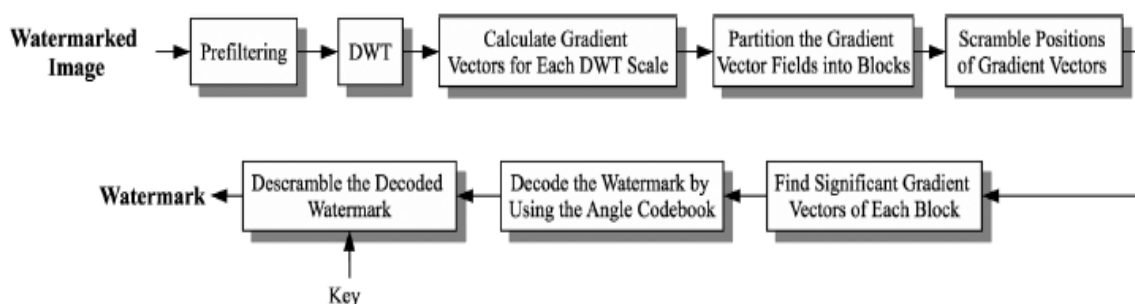 Watermarked
Image
Prefiltering
DWT
Calculate Gradient
Vectors for Each DWT Scale
Partition the Gradient
Vector Fields into Blocks
Scramble Positions
of Gradient Vectors
Find Significant Gradient
Vectors of Each Block
Decode the Watermark by
Using the Angle Codebook
Descramble the Decoded
Watermark
Watermark
Key